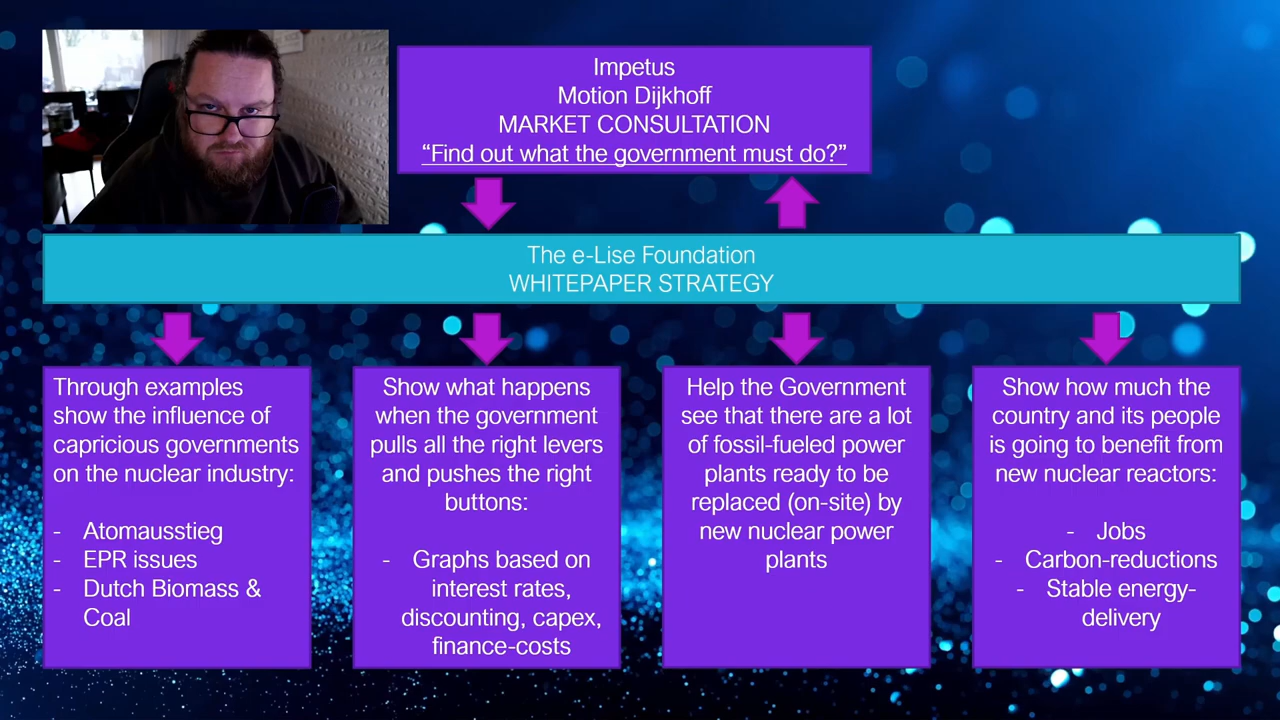 Impetus
Motion Dijkhoff
MARKET CONSULTATION
“Find out what the government must do?”
The e-Lise Foundation
WHITEPAPER STRATEGY
Through examples
show the influence of
capricious governments
on the nuclear industry:
- Atomausstieg
- EPR issues
- Dutch Biomass &
Coal
Show what happens
when the government
pulls all the right levers
and pushes the right
buttons:
- Graphs based on
interest rates,
discounting, capex,
finance-costs
Help the Government
see that there are a lot
of fossil-fueled power
plants ready to be
replaced (on-site) by
new nuclear power
plants
Show how much the
country and its people
is going to benefit from
new nuclear reactors:
- Jobs
- Carbon-reductions
- Stable energy-
delivery